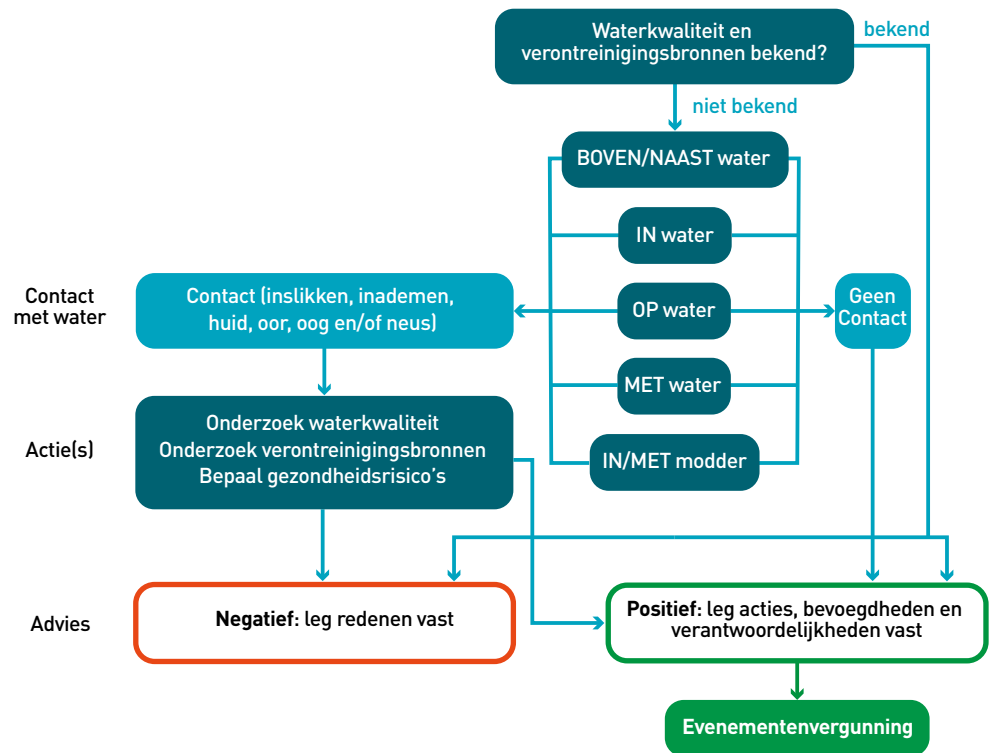 Waterkwaliteit en
verontreinigingsbronnen bekend?
bekend
niet bekend
BOVEN/NAAST water
IN water
OP water
MET water
IN/MET modder
Contact
met water
Contact (inslikken, inademen,
huid, oor, oog en/of neus)
Geen
Contact
Actie(s)
Onderzoek waterkwaliteit
Onderzoek verontreinigingsbronnen
Bepaal gezondheidsrisico's
Advies
Negatief: leg redenen vast
Positief: leg acties, bevoegdheden en
verantwoordelijkheden vast
Evenementenvergunning